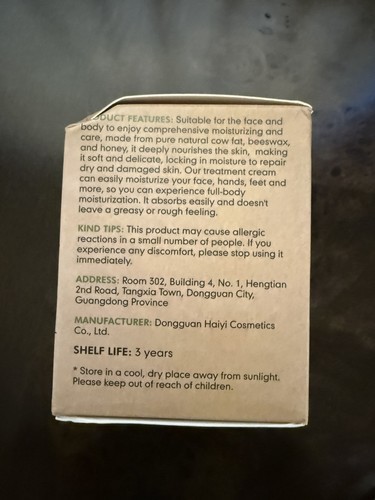 DUCT FEATURES: Suitable for the face and
body to enjoy comprehensive moisturizing and
care, made from pure natural cow fat, beeswax,
and honey, it deeply nourishes the skin, making
it soft and delicate, locking in moisture to repair
dry and damaged skin. Our treatment cream
can easily moisturize your face, hands, feet and
more, so you can experience full-body
moisturization. It absorbs easily and doesn't
leave a greasy or rough feeling.
KIND TIPS: This product may cause allergic
reactions in a small number of people. If you
experience any discomfort, please stop using it
immediately.
ADDRESS: Room 302, Building 4, No. 1, Hengtian
2nd Road, Tangxia Town, Dongguan City,
Guangdong Province
MANUFACTURER: Dongguan Haiyi Cosmetics
Co., Ltd.
SHELF LIFE: 3 years
* Store in a cool, dry place away from sunlight.
Please keep out of reach of children.